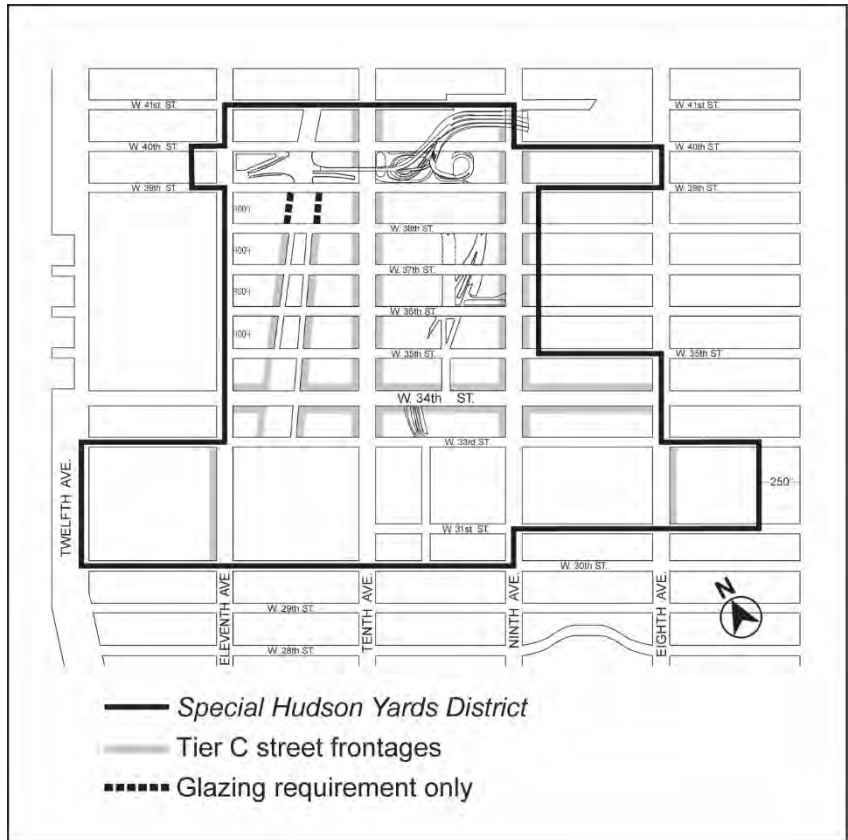 W. 41st ST.
W. 41st ST.
W. 40th ST.
W. 40th ST.
W. 39th ST.
W. 39th ST.
W. 38th ST.
W. 37th ST.
W. 36th ST.
W. 35th ST.
W. 35th ST.
W. 34th ST.
W. 33rd ST.
250'
W. 31st ST.
W. 30th ST.
W. 29th ST.
W. 28th ST.
TWELFTH AVE.
ELEVENTH AVE.
TENTH AVE.
NINTH AVE.
EIGHTH AVE.
N
Special Hudson Yards District
Tier C street frontages
Glazing requirement only